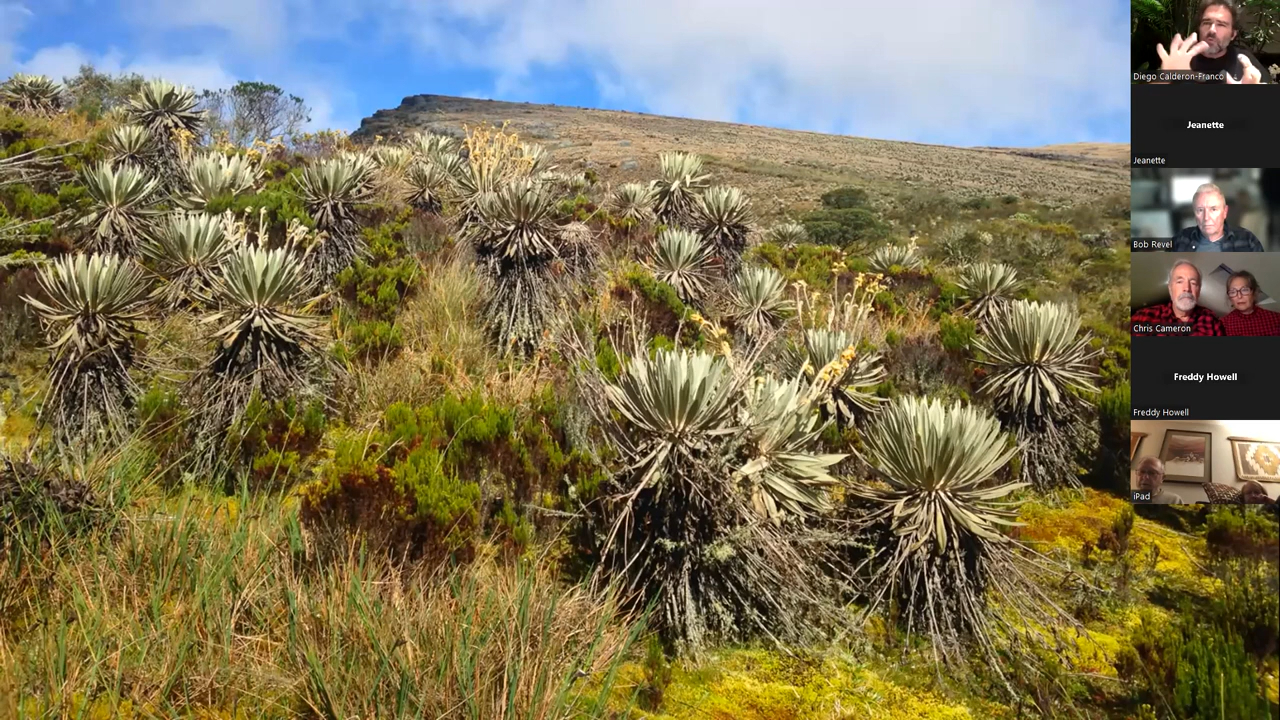 Diego Calderon-Franco
Jeanette
Jeanette
Bob Revel
Chris Cameron
Freddy Howell
Freddy Howell
iPad